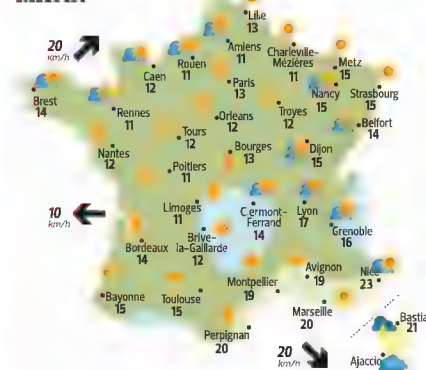 Lille
13
20
km/h
Amiens
11
Charleville-
Mézières
11
Metz
15
Rouen
11
Caen
12
Paris
13
Nancy
15
Strasbourg
15
Brest
14
Rennes
11
Orleans
12
Troyes
12
Belfort
14
Tours
12
Nantes
12
Bourges
13
Dijon
15
Poitiers
11
Limoges
11
Clermont-
Ferrand
14
Lyon
17
10
km/h
Grenoble
16
Brive-
la-Gaillarde
12
Bordeaux
14
Avignon
19
Nice
23
Montpellier
19
Bayonne
15
Toulouse
15
Marseille
20
Bastia
21
Perpignan
20
20
km/h
Ajaccio